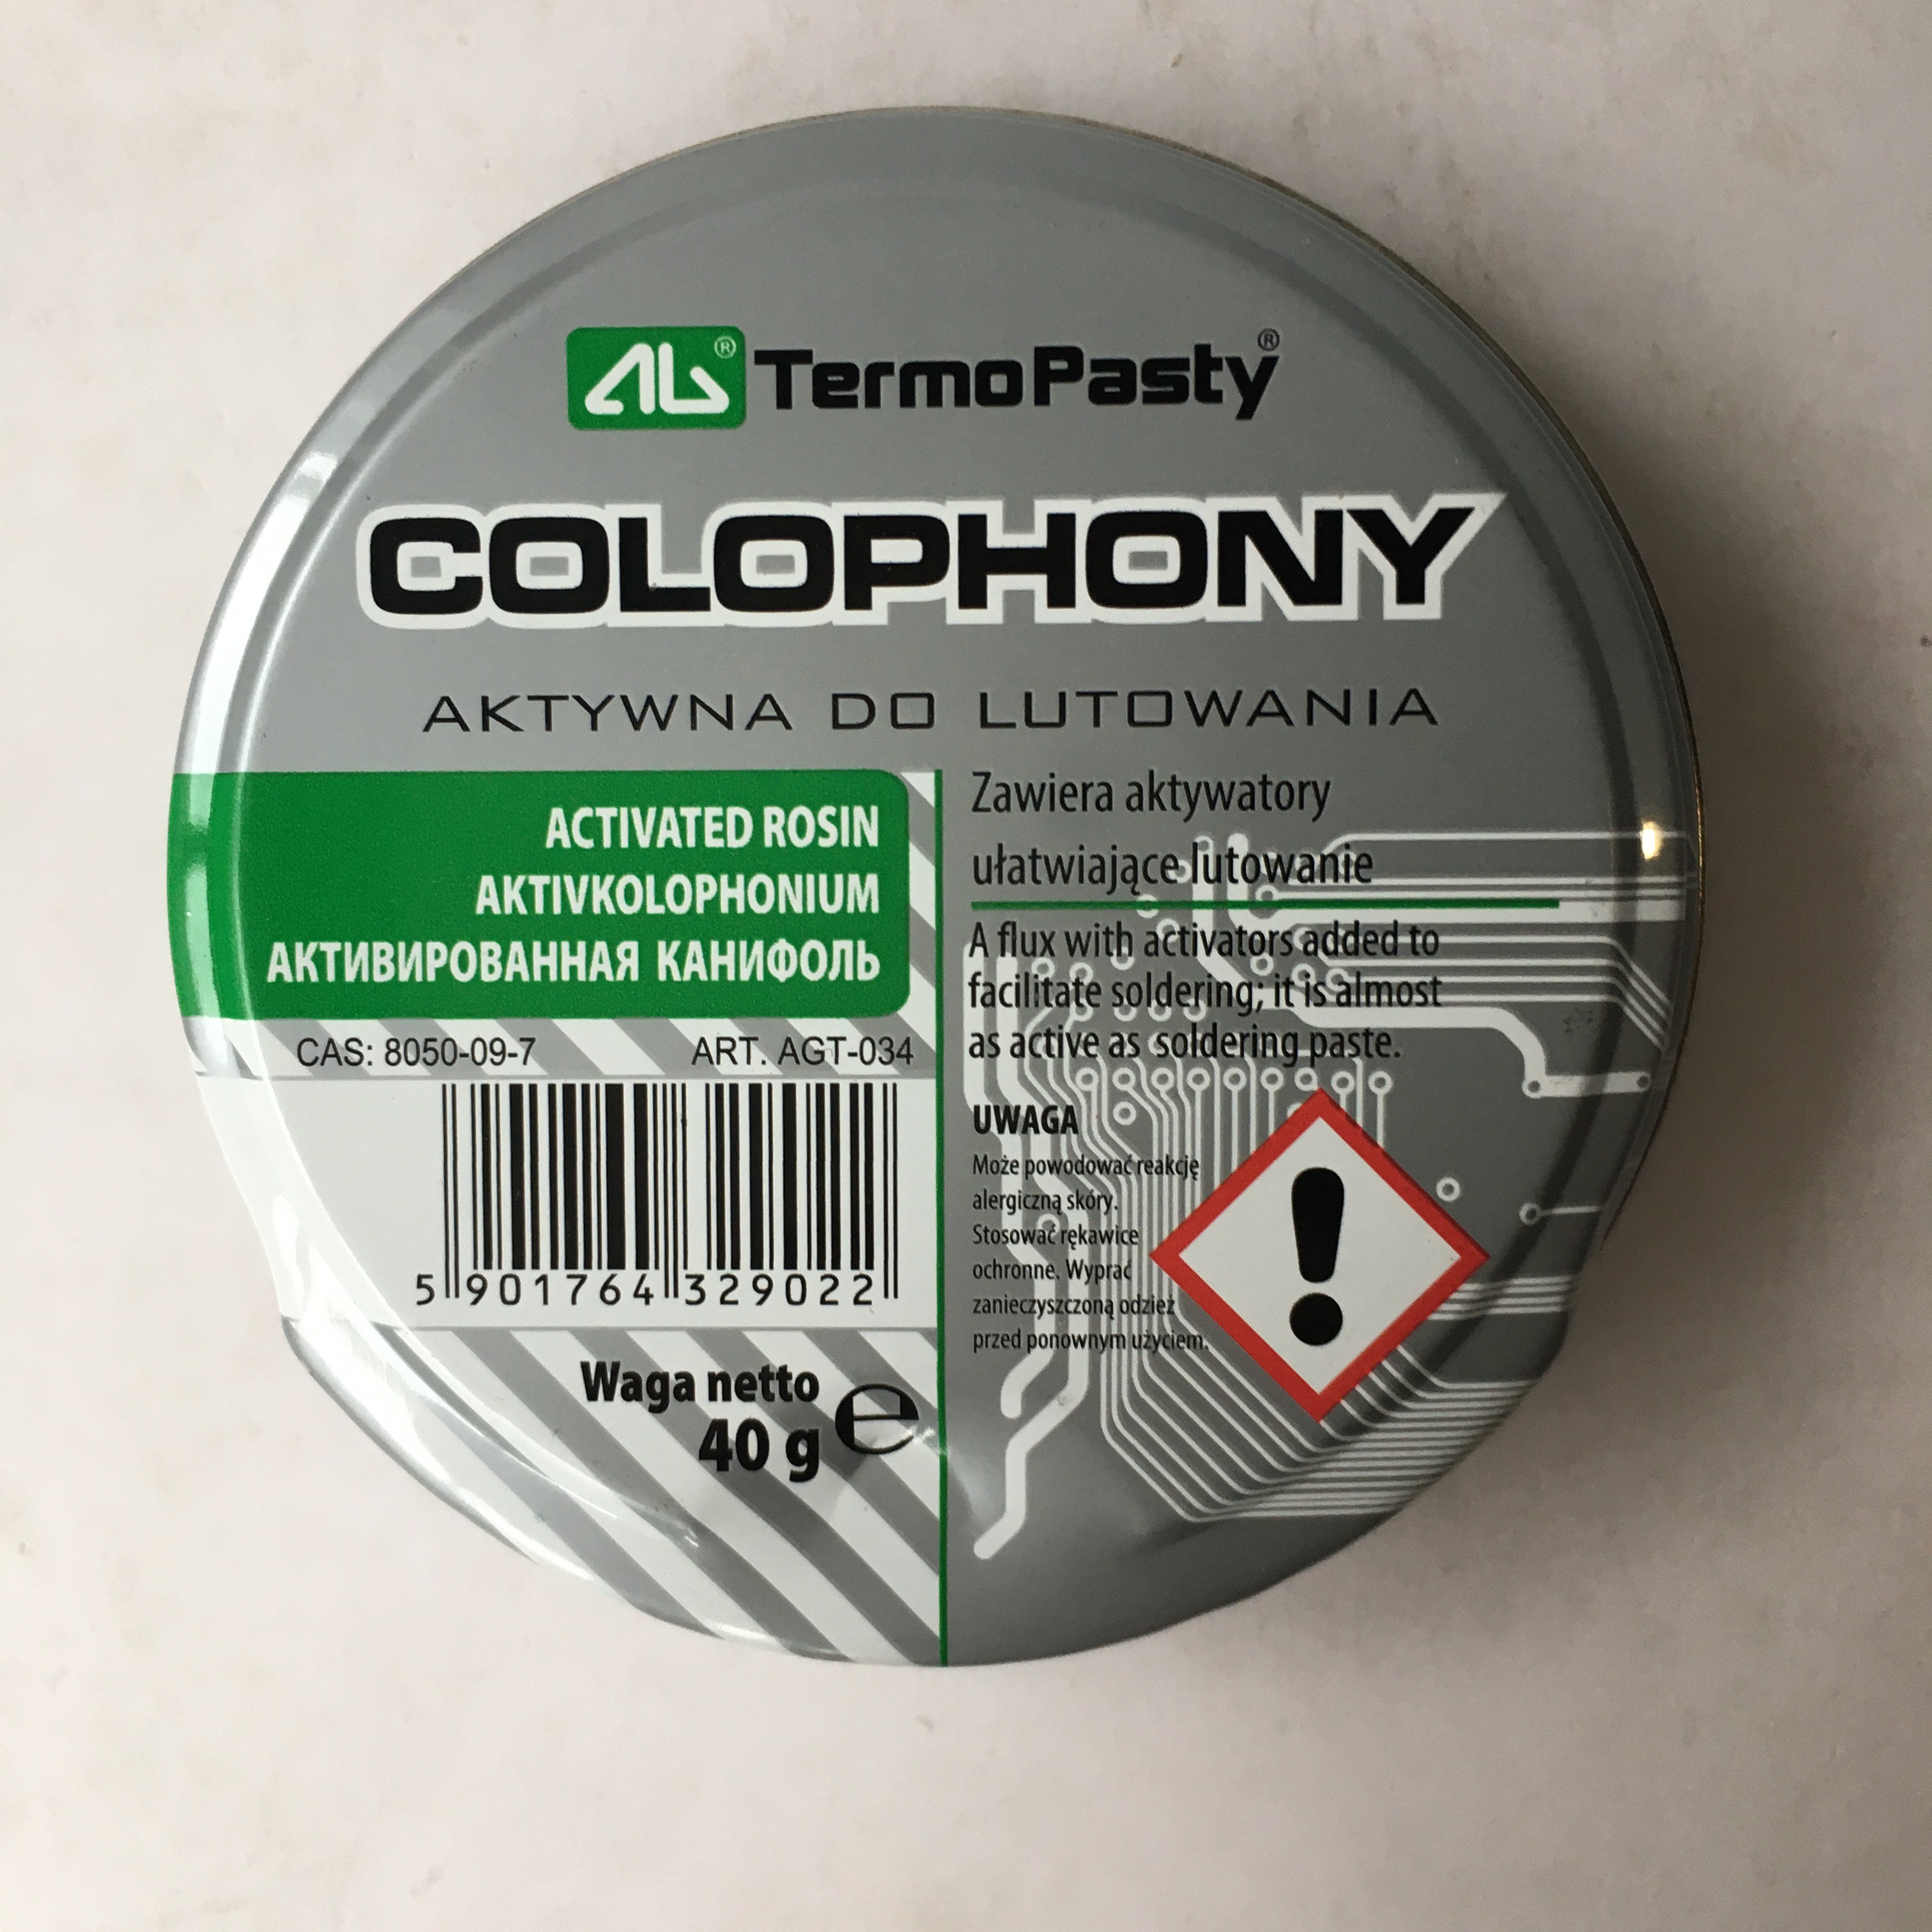 AG® TermoPasty®
COLOPHONY
AKTYWNA DO LUTOWANIA
ACTIVATED ROSIN
AKTIVKOLOPHONIUM
АКТИВИРОВАННАЯ КАНИФОЛЬ
CAS: 8050-09-7 ART. AGT-034
5 901764 329022
Waga netto
40 g ℮
Zawiera aktywatory
ułatwiające lutowanie
A flux with activators added to
facilitate soldering; it is almost
as active as soldering paste.
UWAGA
Może powodować reakcję
alergiczną skóry.
Stosować rękawice
ochronne. Wyprać
zanieczyszczoną odzież
przed ponownym użyciem.